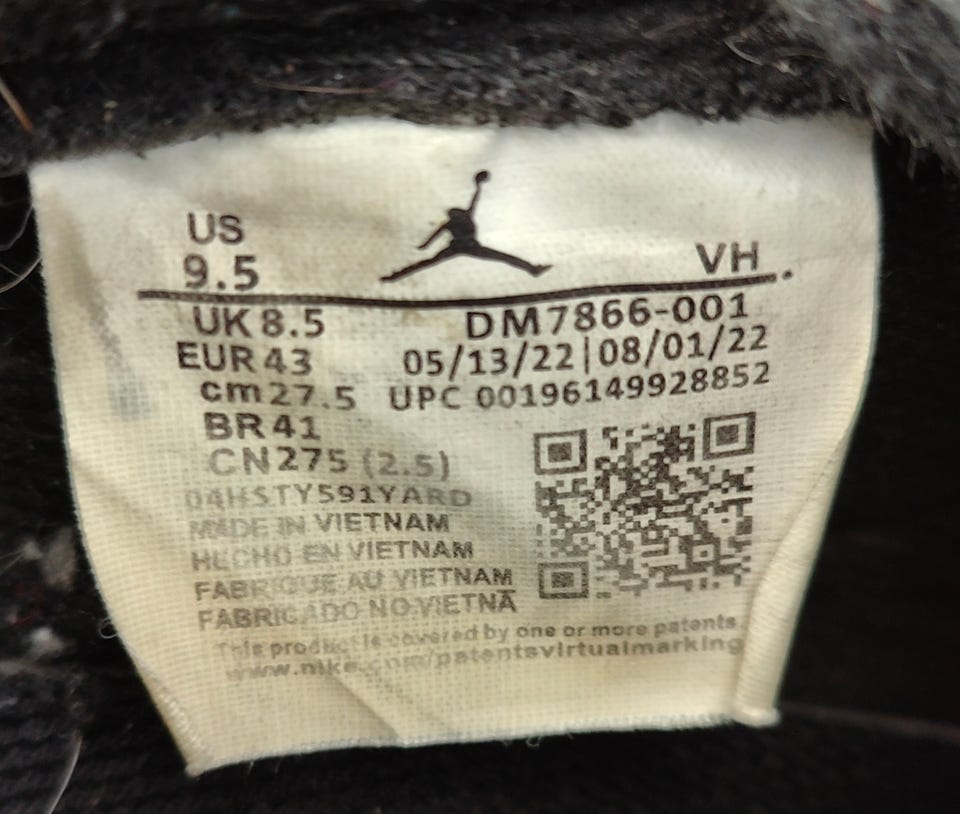 US
9.5
VH
UK 8.5
DM7866-001
EUR 43
05/13/22|08/01/22
cm 27.5
UPC 00196149928852
BR 41
CN 275 (2.5)
04HSTY591YARD
MADE IN VIETNAM
HECHO EN VIETNAM
FABRIQUE AU VIETNAM
FABRICADO NO VIETNÃ
This product is covered by one or more patents.
www.nike.com/patentsvirtualmarking